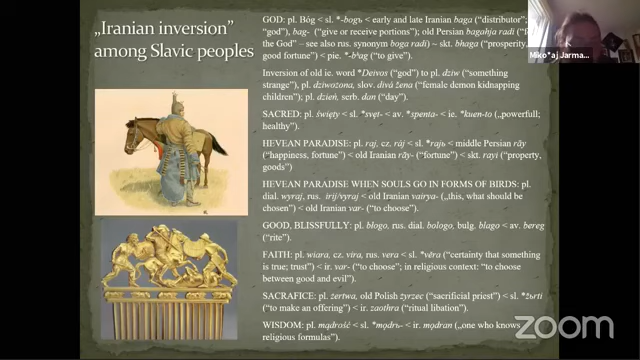 „Iranian inversion”
among Slavic peoples
GOD: pl. Bóg < sl. *-bogъ < early and late Iranian baga (“distributor”;
“god”), bag- (“give or receive portions”); old Persian bagahja radi (“f
the God” – see also rus. synonym boga radi) ~ skt. bhaga (“prosperity,
good fortune”) < pie. *-bʰag (“to give”).
Inversion of old ie. word *Deivos (“god”) to pl. dziw (“something
strange”), pl. dziwożona, slov. divá žena (“female demon kidnapping
children”); pl. dzień, serb. dan (“day”).
SACRED: pl. święty < sl. *svęt- < av. *spenta- < ie. *kuen-to („powerfull;
healthy”).
HEVEAN PARADISE: pl. raj, cz. ráj < sl. *rajь < middle Persian rāy
(“happiness, fortune”) < old Iranian rāy- (“fortune”) < skt. rayi (“property,
goods”)
HEVEAN PARADISE WHEN SOULS GO IN FORMS OF BIRDS: pl.
dial. wyraj, rus. irij/vyraj < old Iranian vairya- („this, what should be
chosen”) < old Iranian var- (“to choose”).
GOOD, BLISSFULLY: pl. błogo, rus. dial. bologo, bulg. blago < av. bereg
(“rite”).
FAITH: pl. wiara, cz. víra, rus. vera < sl. *věra (“certainty that something
is true; trust”) < ir. var- (“to choose”; in religious context: “to choose
between good and evil”).
SACRAFICE: pl. żertwa, old Polish żyrzec (“sacrificial priest”) < sl. *žьrti
(“to make an offering”) < ir. zaothra (“ritual libation”).
WISDOM: pl. mądrość < sl. *mǫdrъ- < ir. mądran („one who knows
religious formulas”).
Miko*aj Jarma...
zoom